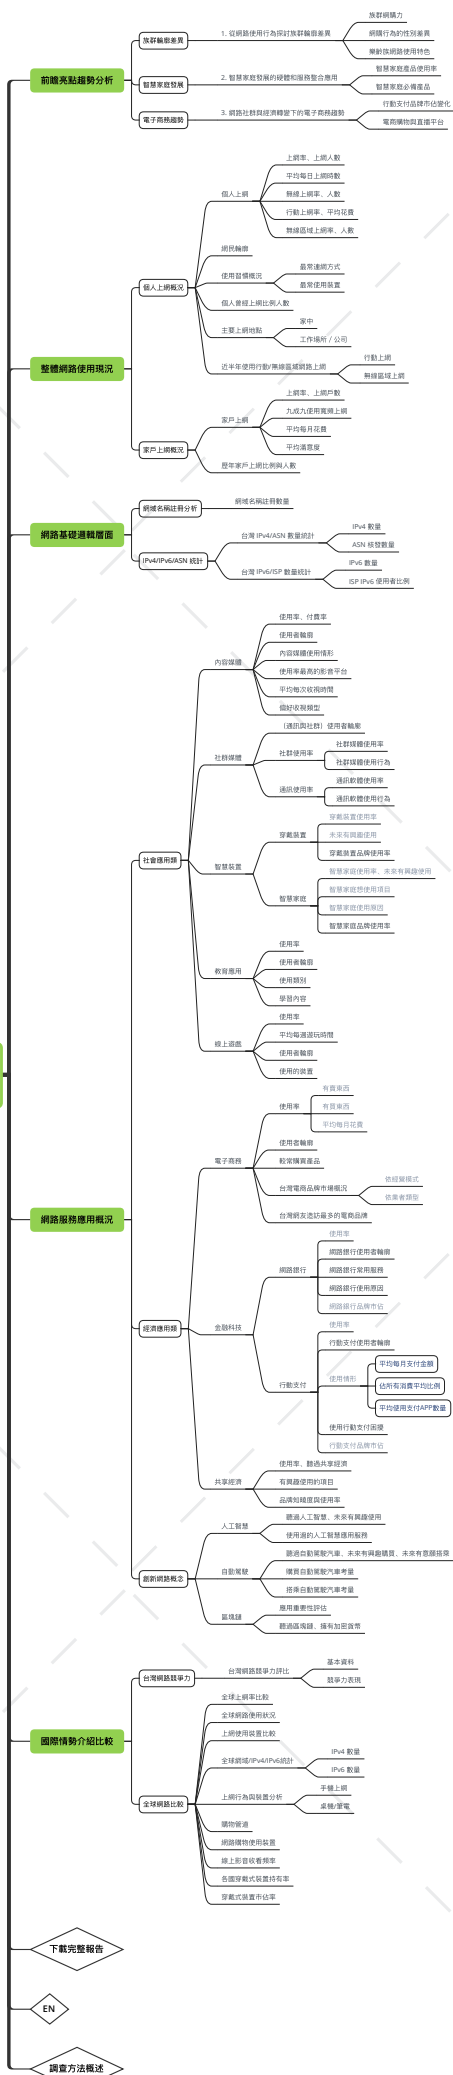 前瞻亮點趨勢分析
族群輪廓差異
1. 從網路使用行為探討族群輪廓差異
族群網購力
網購行為的性別差異
樂齡族網路使用特色
智慧家庭發展
2. 智慧家庭發展的硬體和服務整合應用
智慧家庭產品使用率
智慧家庭必備產品
電子商務趨勢
3. 網路社群與經濟轉變下的電子商務趨勢
行動支付品牌市佔變化
電商購物與直播平台
整體網路使用現況
個人上網概況
個人上網
上網率、上網人數
平均每日上網時數
無線上網率、人數
行動上網率、平均花費
無線區域上網率、人數
網民輪廓
使用習慣概況
最常連網方式
最常使用裝置
個人曾經上網比例人數
主要上網地點
家中
工作場所 / 公司
近半年使用行動/無線區域網路上網
行動上網
無線區域上網
家戶上網概況
家戶上網
上網率、上網戶數
九成九使用寬頻上網
平均每月花費
平均滿意度
歷年家戶上網比例與人數
網路基礎邏輯層面
網域名稱註冊分析
網域名稱註冊數量
IPv4/IPv6/ASN 統計
台灣 IPv4/ASN 數量統計
IPv4 數量
ASN 核發數量
台灣 IPv6/ISP 數量統計
IPv6 數量
ISP IPv6 使用者比例
網路服務應用概況
社會應用類
內容媒體
使用率、付費率
使用者輪廓
內容媒體使用情形
使用率最高的影音平台
平均每次收視時間
偏好收視類型
社群媒體
（通訊與社群）使用者輪廓
社群使用率
社群媒體使用率
社群媒體使用行為
通訊使用率
通訊軟體使用率
通訊軟體使用行為
智慧裝置
穿戴裝置
穿戴裝置使用率
未來有興趣使用
穿戴裝置品牌使用率
智慧家庭
智慧家庭使用率、未來有興趣使用
智慧家庭想使用項目
智慧家庭使用原因
智慧家庭品牌使用率
教育應用
使用率
使用者輪廓
使用類別
學習內容
線上遊戲
使用率
平均每週遊玩時間
使用者輪廓
使用的裝置
經濟應用類
電子商務
使用率
有賣東西
有買東西
平均每月花費
使用者輪廓
較常購買產品
台灣電商品牌市場概況
依經營模式
依業者類型
台灣網友造訪最多的電商品牌
金融科技
網路銀行
使用率
網路銀行使用者輪廓
網路銀行常用服務
網路銀行使用原因
網路銀行品牌市佔
行動支付
使用率
行動支付使用者輪廓
使用情形
平均每月支付金額
佔所有消費平均比例
平均使用支付APP數量
使用行動支付困擾
行動支付品牌市佔
共享經濟
使用率、聽過共享經濟
有興趣使用的項目
品牌知曉度與使用率
創新網路概念
人工智慧
聽過人工智慧、未來有興趣使用
使用過的人工智慧應用服務
自動駕駛
聽過自動駕駛汽車、未來有興趣購買、未來有意願搭乘
購買自動駕駛汽車考量
搭乘自動駕駛汽車考量
區塊鏈
應用重要性評估
聽過區塊鏈、擁有加密貨幣
國際情勢介紹比較
台灣網路競爭力
台灣網路競爭力評比
基本資料
競爭力表現
全球網路比較
全球上網率比較
全球網路使用狀況
上網使用裝置比較
全球網域/IPv4/IPv6統計
IPv4 數量
IPv6 數量
上網行為與裝置分析
手機上網
桌機/筆電
購物管道
網路購物使用裝置
線上影音收看頻率
各國穿戴式裝置持有率
穿戴式裝置市佔率
下載完整報告
EN
調查方法概述